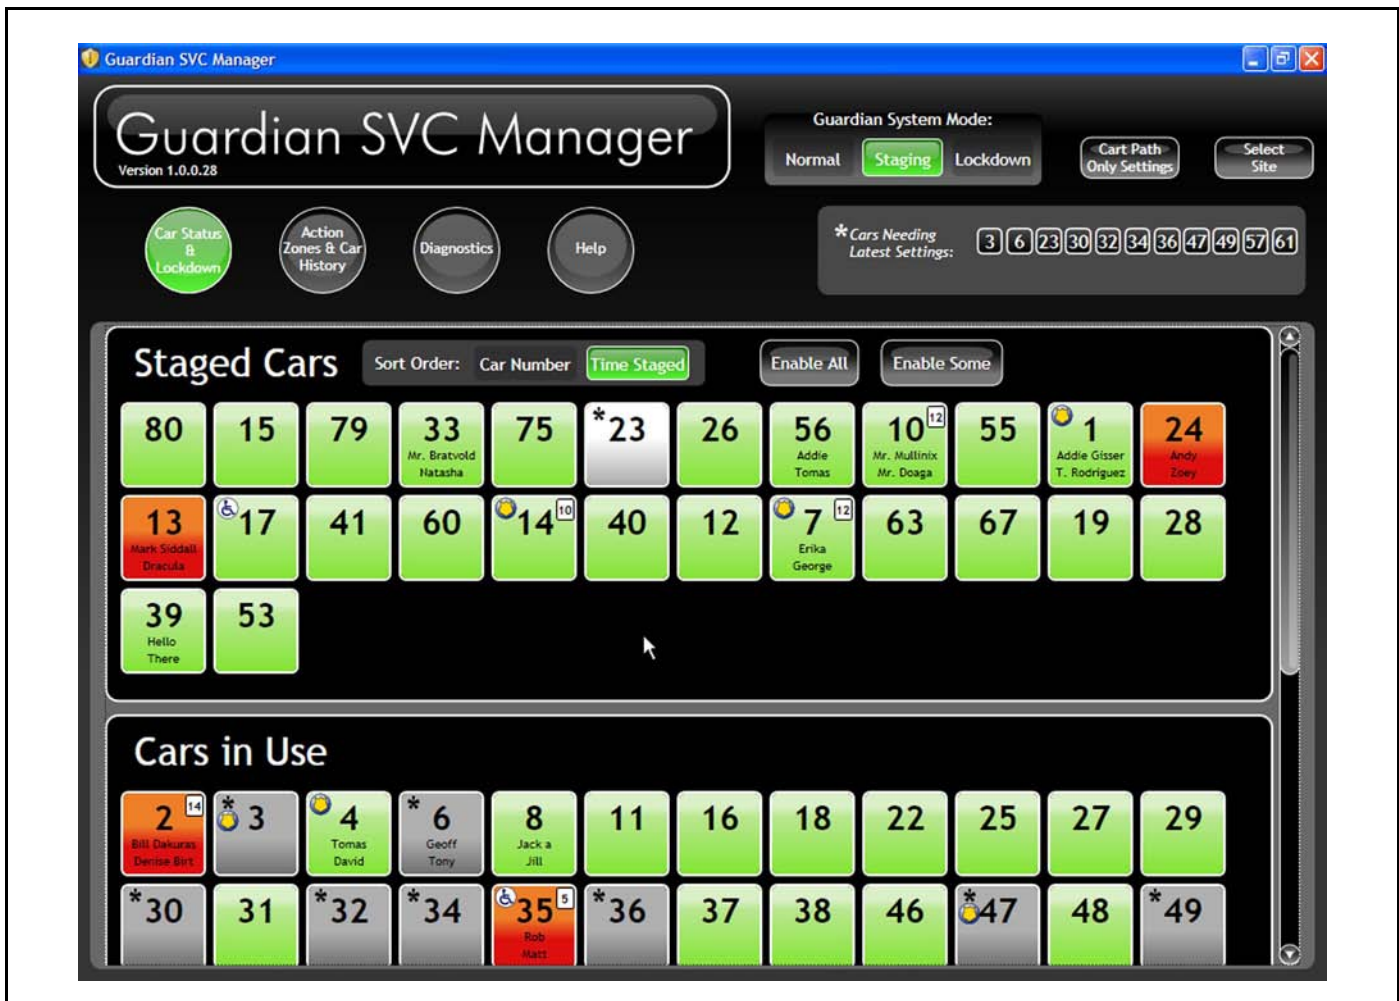 Guardian SVC Manager
Guardian SVC Manager
Version 1.0.0.28
Guardian System Mode:
Normal Staging Lockdown
Cart Path
Only Settings
Select
Site
Car Status
&
Lockdown
Action
Zones & Car
History
Diagnostics
Help
*Cars Needing
Latest Settings:
3 6 23 30 32 34 36 47 49 57 61
Staged Cars
Sort Order: Car Number Time Staged
Enable All
Enable Some
80
15
79
33
Mr. Bratvold
Natasha
75
*23
26
56
Addie
Tomas
10 12
Mr. Mullinix
Mr. Doaga
55
1
Addie Gisser
T. Rodriguez
24
Andy
Zoey
13
Mark Siddall
Dracula
17
41
60
14 10
40
12
7 12
Erika
George
63
67
19
28
39
Hello
There
53
Cars in Use
2 14
Bill Dakuras
Denise Birt
*3
4
Tomas
David
*6
Geoff
Tony
8
Jack a
Jill
11
16
18
22
25
27
29
*30
31
*32
*34
35 5
Rob
Matt
*36
37
38
46
*47
48
*49